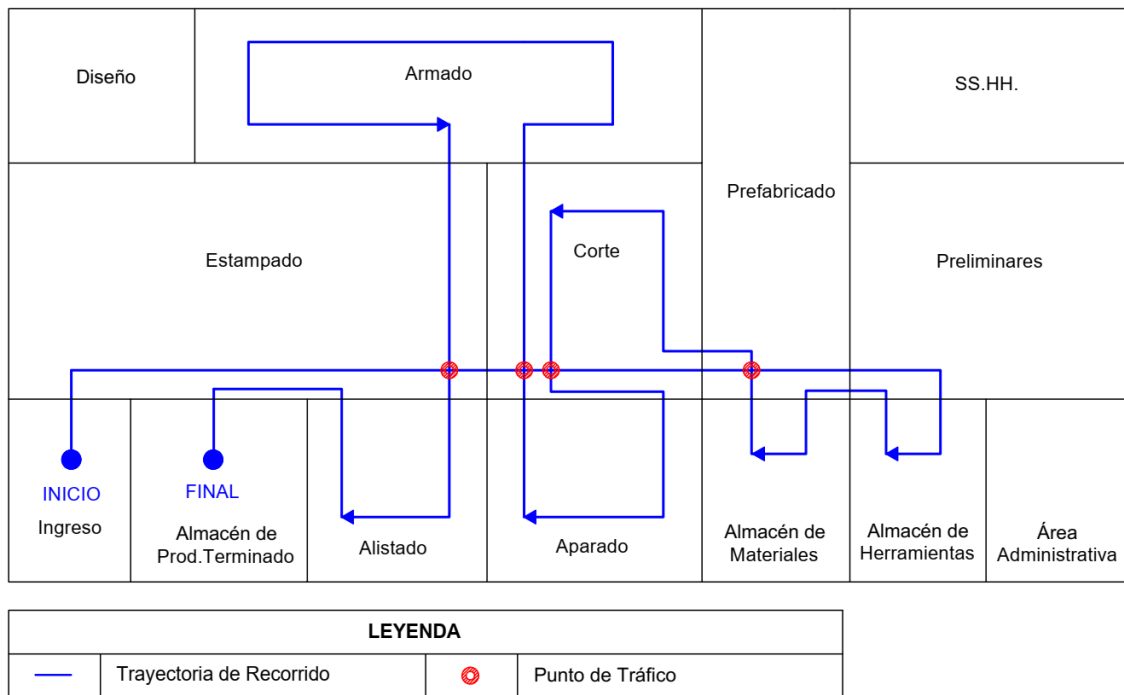 Diseño
Armado
SS.HH.
Prefabricado
Estampado
Corte
Preliminares
INICIO
Ingreso
FINAL
Almacén de
Prod.Terminado
Alistado
Aparado
Almacén de
Materiales
Almacén de
Herramientas
Área
Administrativa
LEYENDA
Trayectoria de Recorrido
Punto de Tráfico